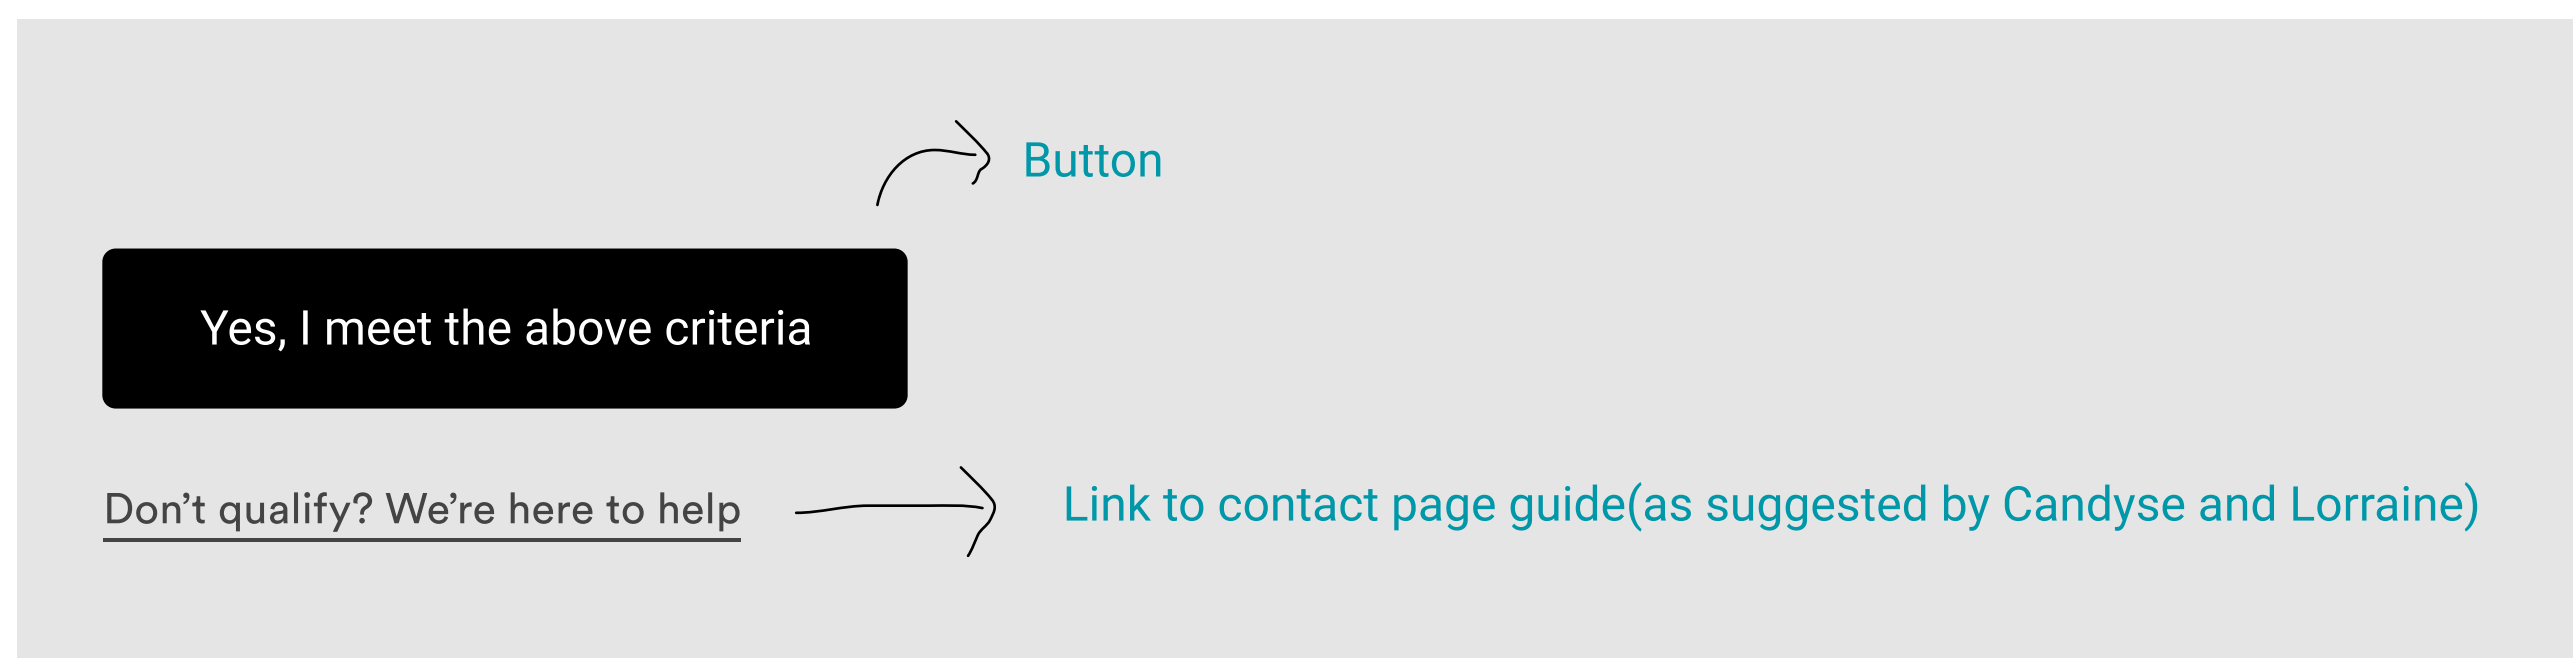 Button
Yes, I meet the above criteria
Don’t qualify? We’re here to help
Link to contact page guide(as suggested by Candyse and Lorraine)